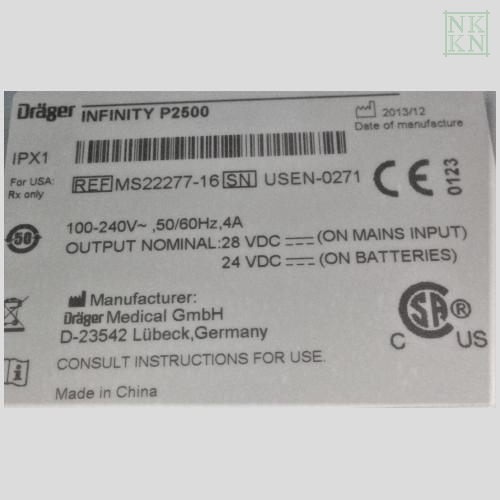 NK
KN
Dräger INFINITY P2500
2013/12
Date of manufacture
IPX1
For USA:
Rx only
REF MS22277-16 SN USEN-0271
CE 0123
50
100-240V~ ,50/60Hz,4A
OUTPUT NOMINAL:28 VDC (ON MAINS INPUT)
24 VDC (ON BATTERIES)
Manufacturer:
Dräger Medical GmbH
D-23542 Lübeck,Germany
C SA ® US
CONSULT INSTRUCTIONS FOR USE.
Made in China